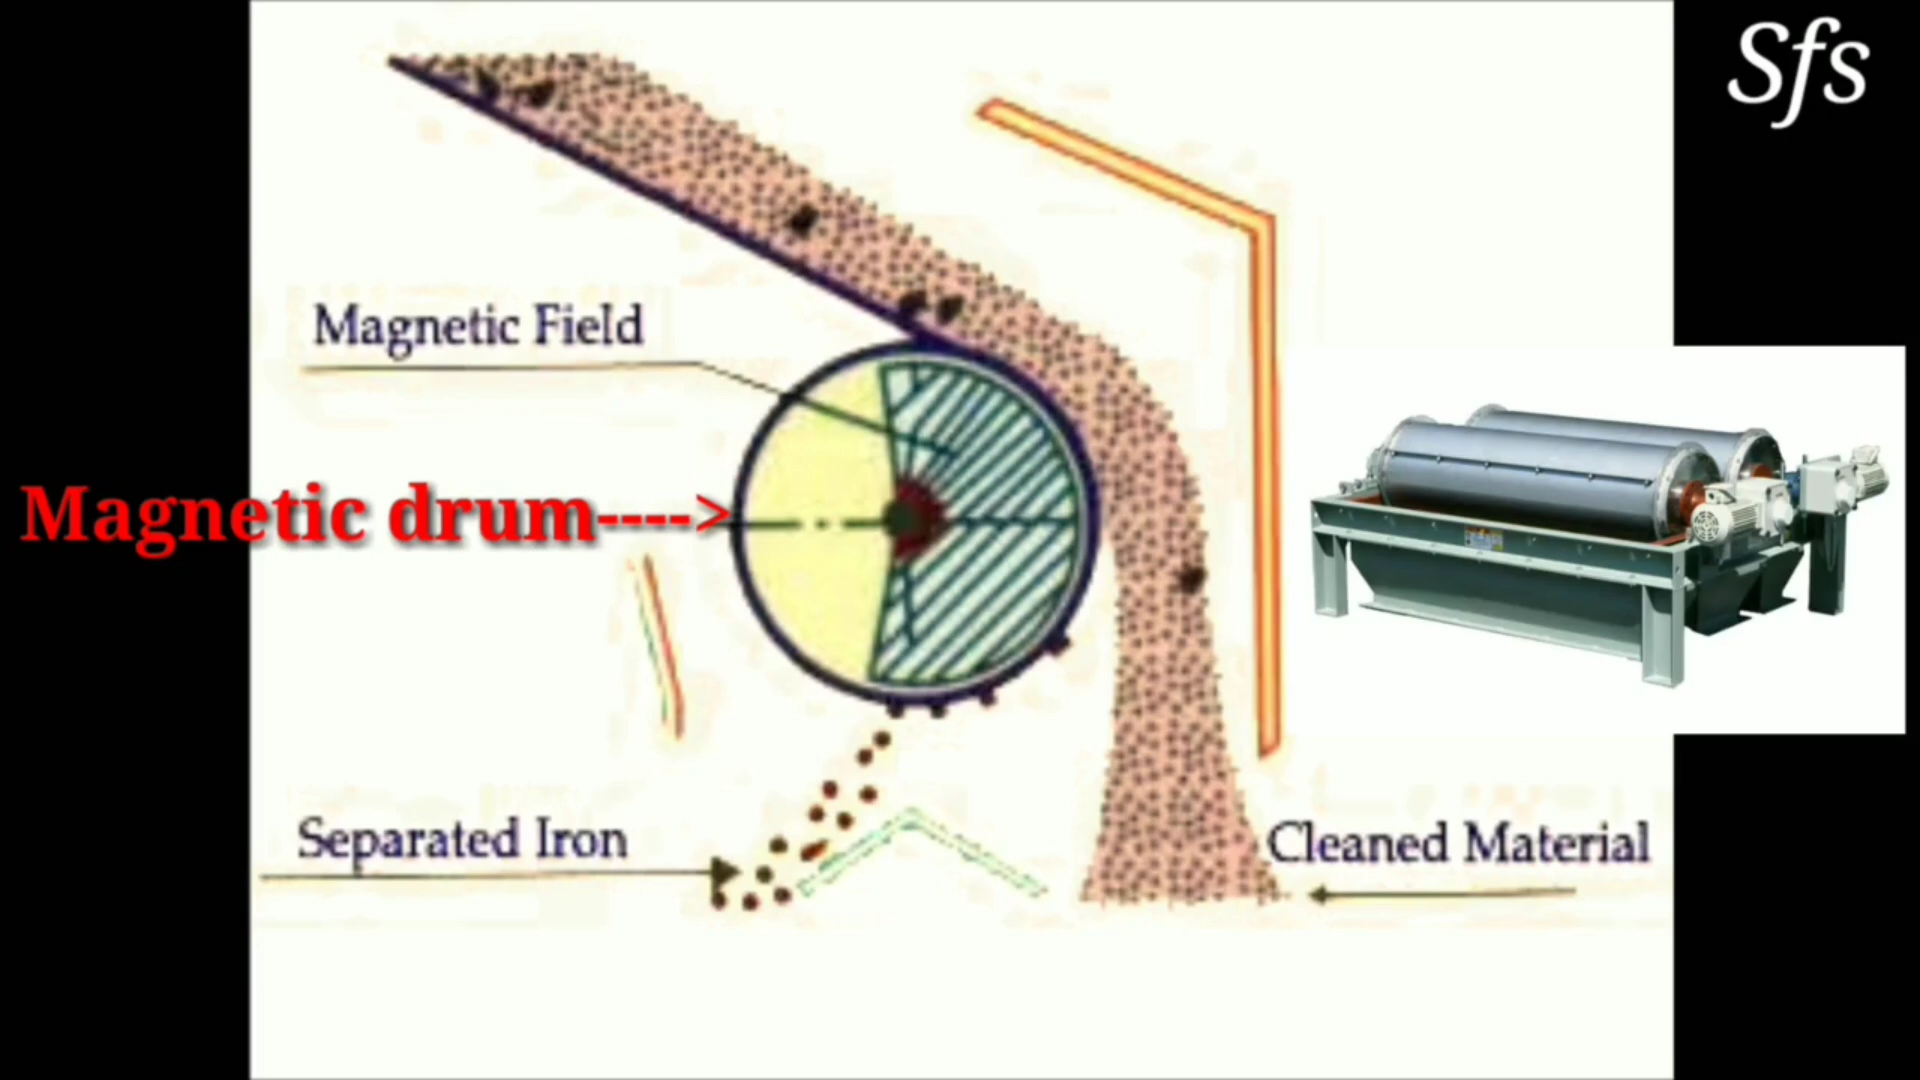 Sfs
Magnetic Field
Magnetic drum---->
Separated Iron
Cleaned Material